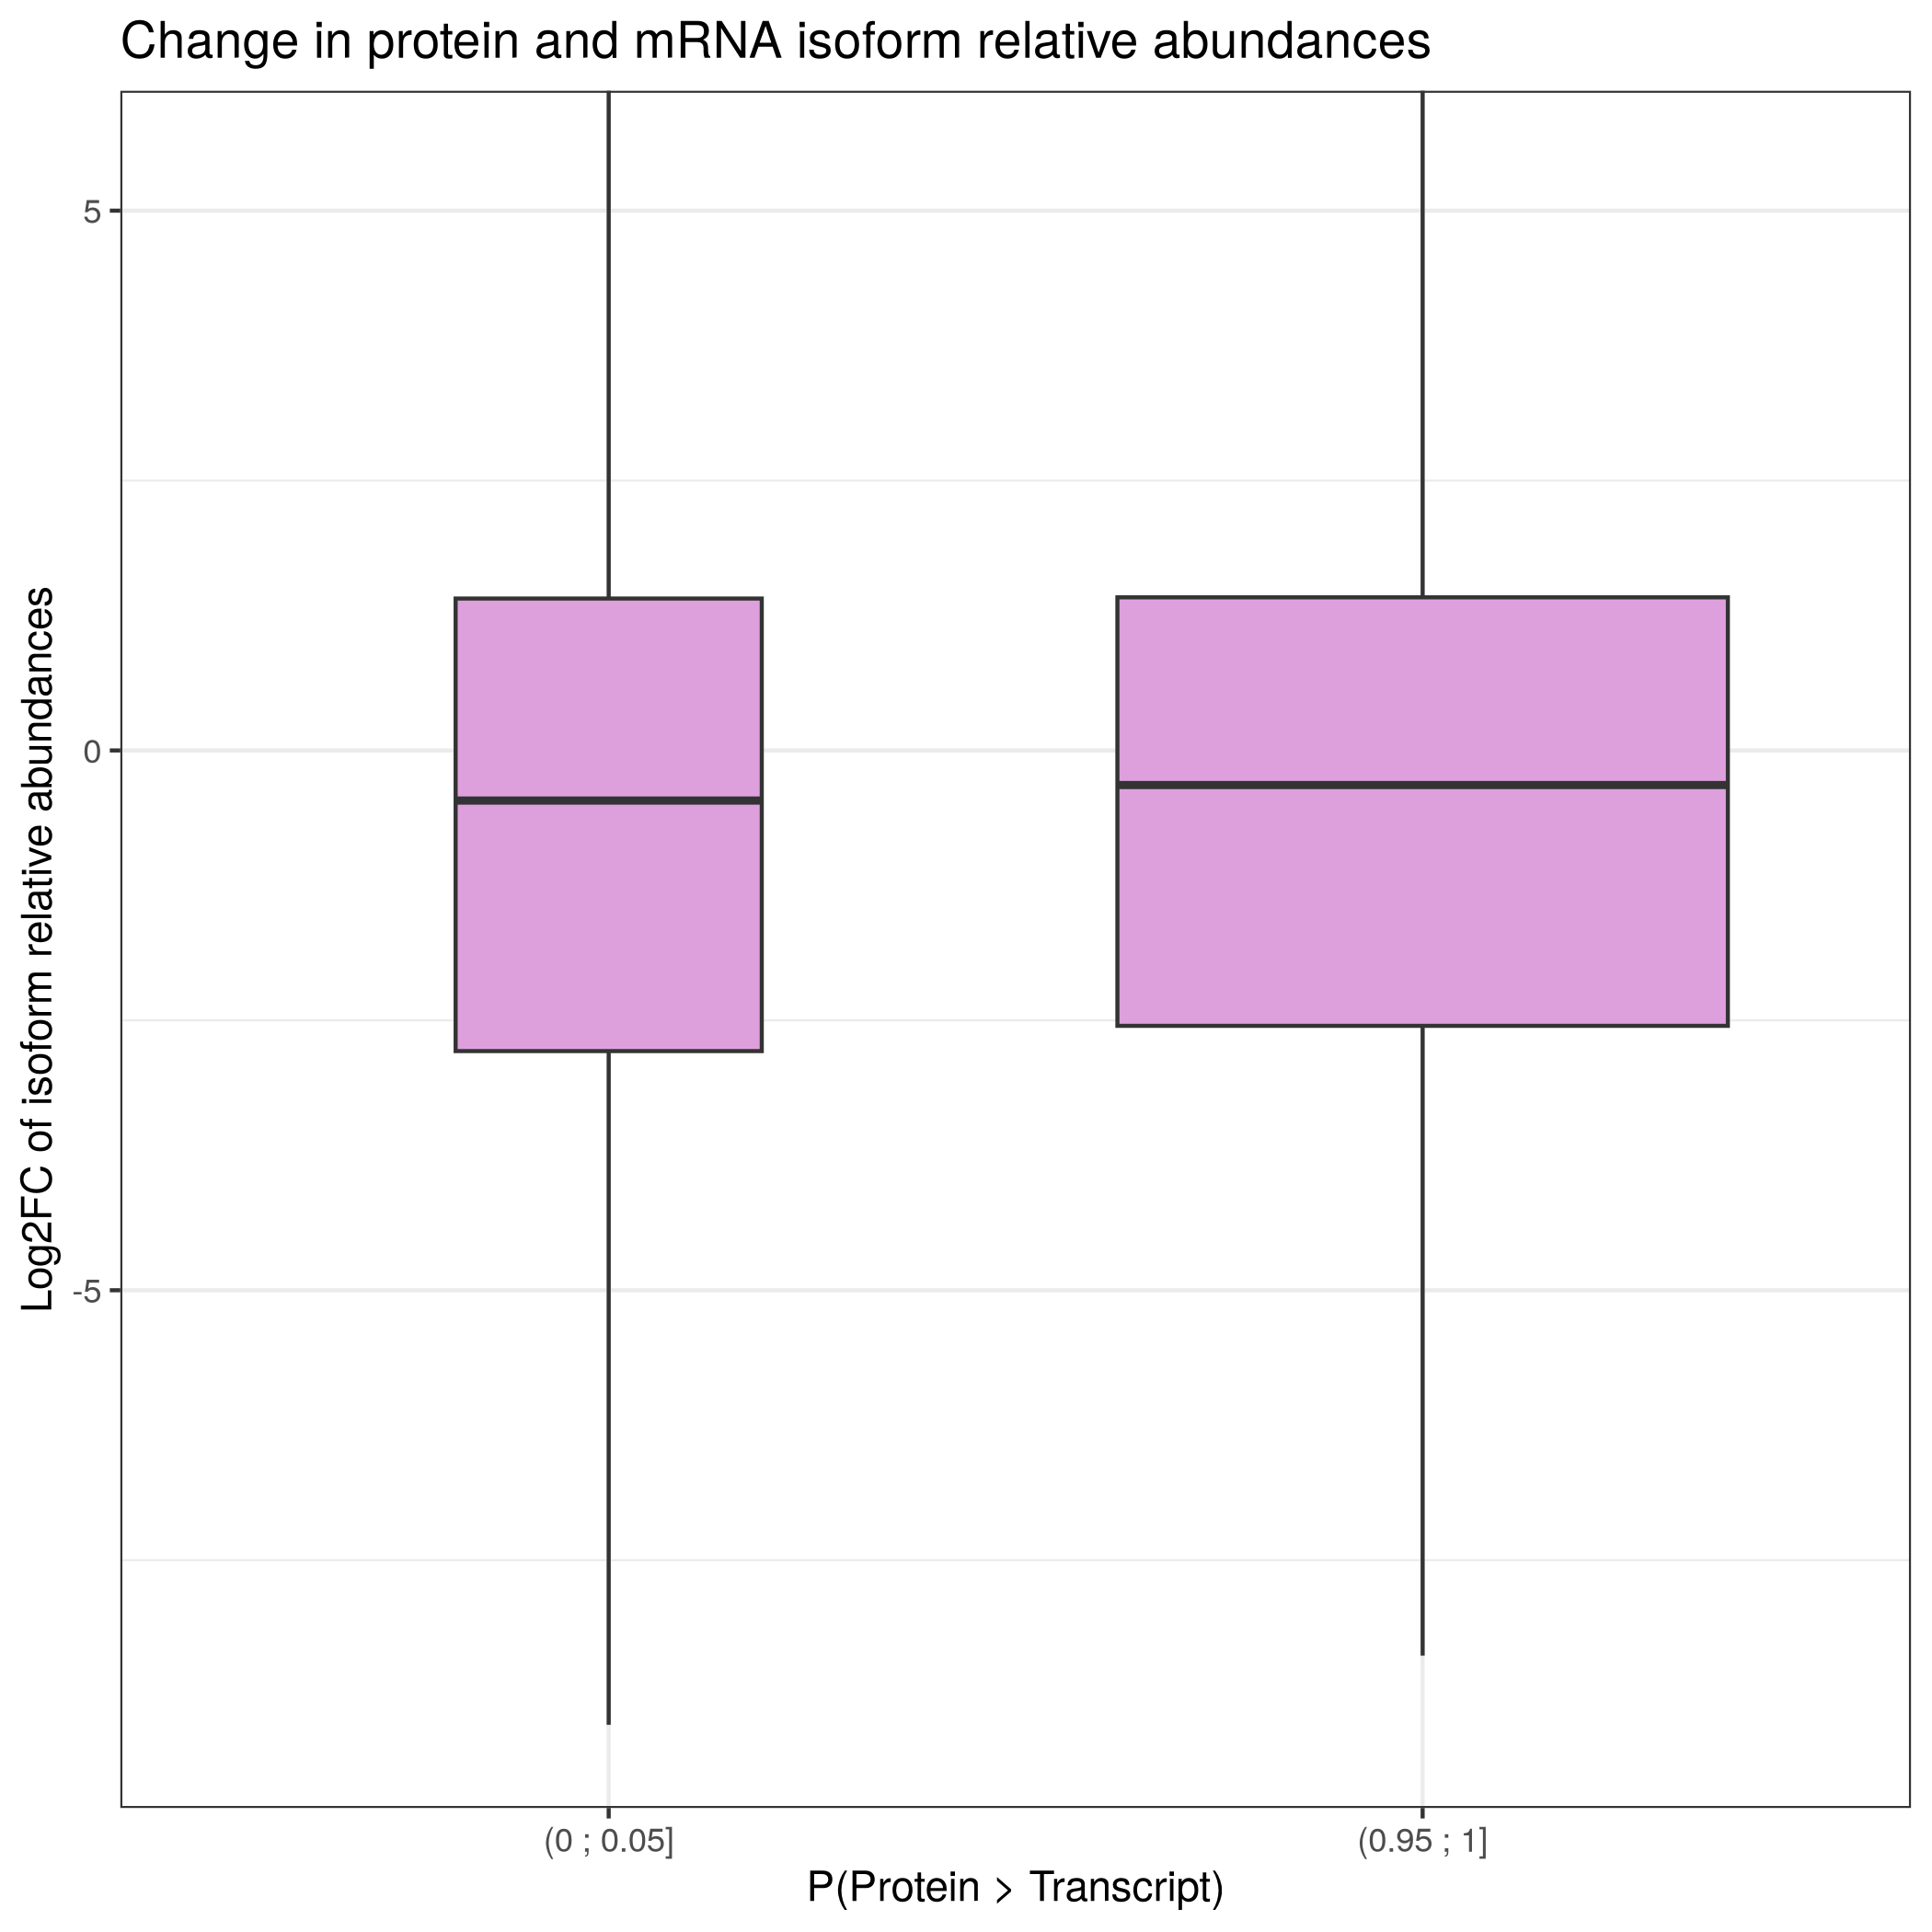 Change in protein and mRNA isoform relative abundances
Log2FC of isoform relative abundances
5
0
-5
(0 ; 0.05]
(0.95 ; 1]
P(Protein > Transcript)